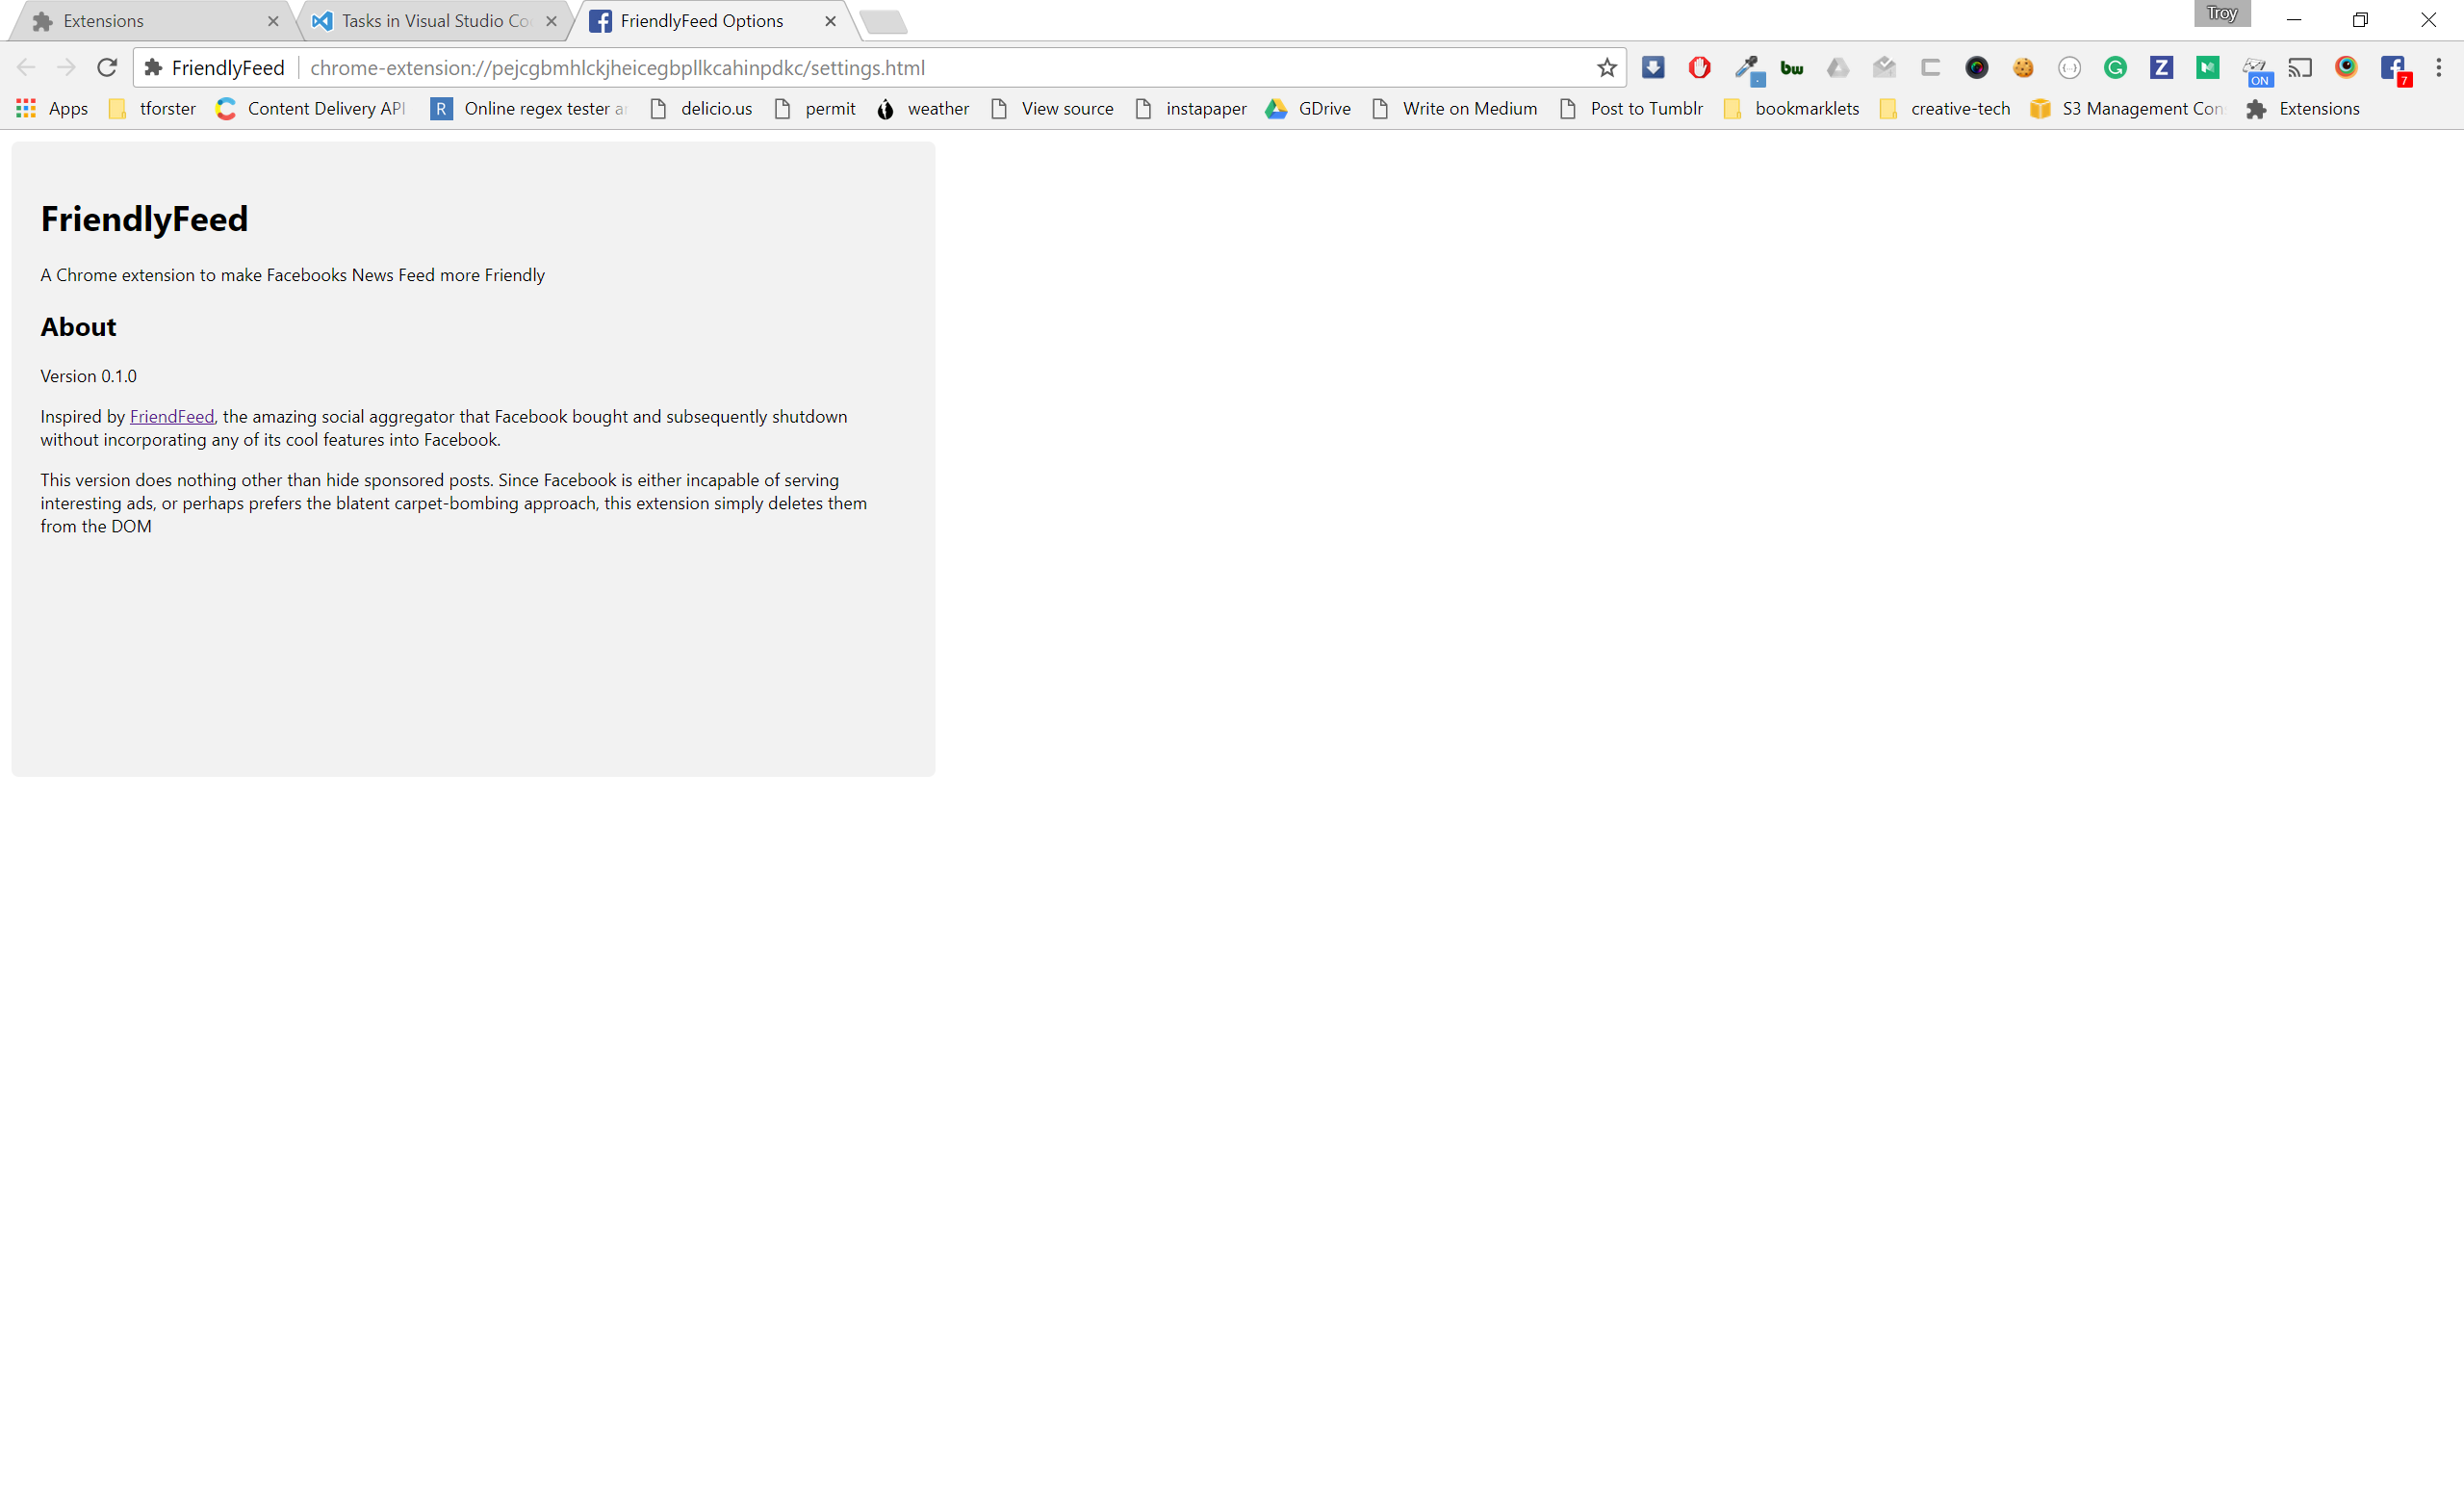 Extensions
Tasks in Visual Studio Co
FriendlyFeed Options
Troy
FriendlyFeed
chrome-extension://pejcgbmhlckjheicegbpllkcahinpdkc/settings.html
bw
ON
7
Apps
tforster
Content Delivery API
R
Online regex tester a
delicio.us
permit
weather
View source
instapaper
GDrive
Write on Medium
Post to Tumblr
bookmarklets
creative-tech
S3 Management Con
Extensions
FriendlyFeed
A Chrome extension to make Facebooks News Feed more Friendly
About
Version 0.1.0
Inspired by FriendFeed, the amazing social aggregator that Facebook bought and subsequently shutdown
without incorporating any of its cool features into Facebook.
This version does nothing other than hide sponsored posts. Since Facebook is either incapable of serving
interesting ads, or perhaps prefers the blatent carpet-bombing approach, this extension simply deletes them
from the DOM